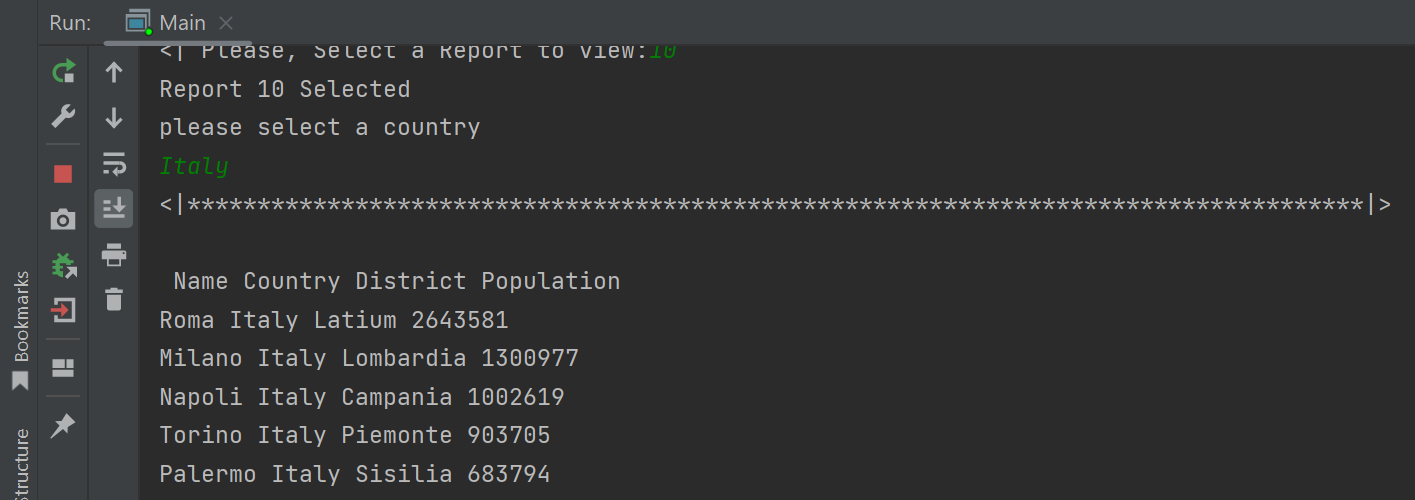 Run: Main
<| Please, Select a Report to view:10
Report 10 Selected
please select a country
Italy
<|************************************************************************************|>
Name Country District Population
Roma Italy Latium 2643581
Milano Italy Lombardia 1300977
Napoli Italy Campania 1002619
Torino Italy Piemonte 903705
Palermo Italy Sisilia 683794
Bookmarks
Structure